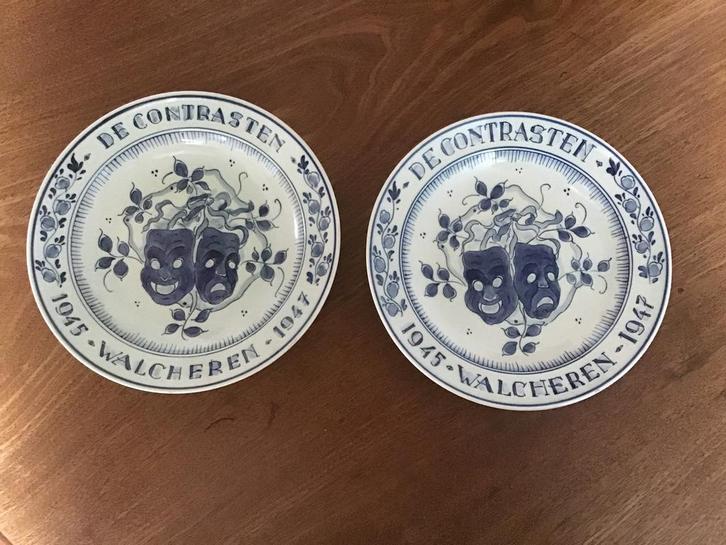 DE CONTRASTEN
1945 • WALCHEREN • 1947
DE CONTRASTEN
1945 • WALCHEREN • 1947